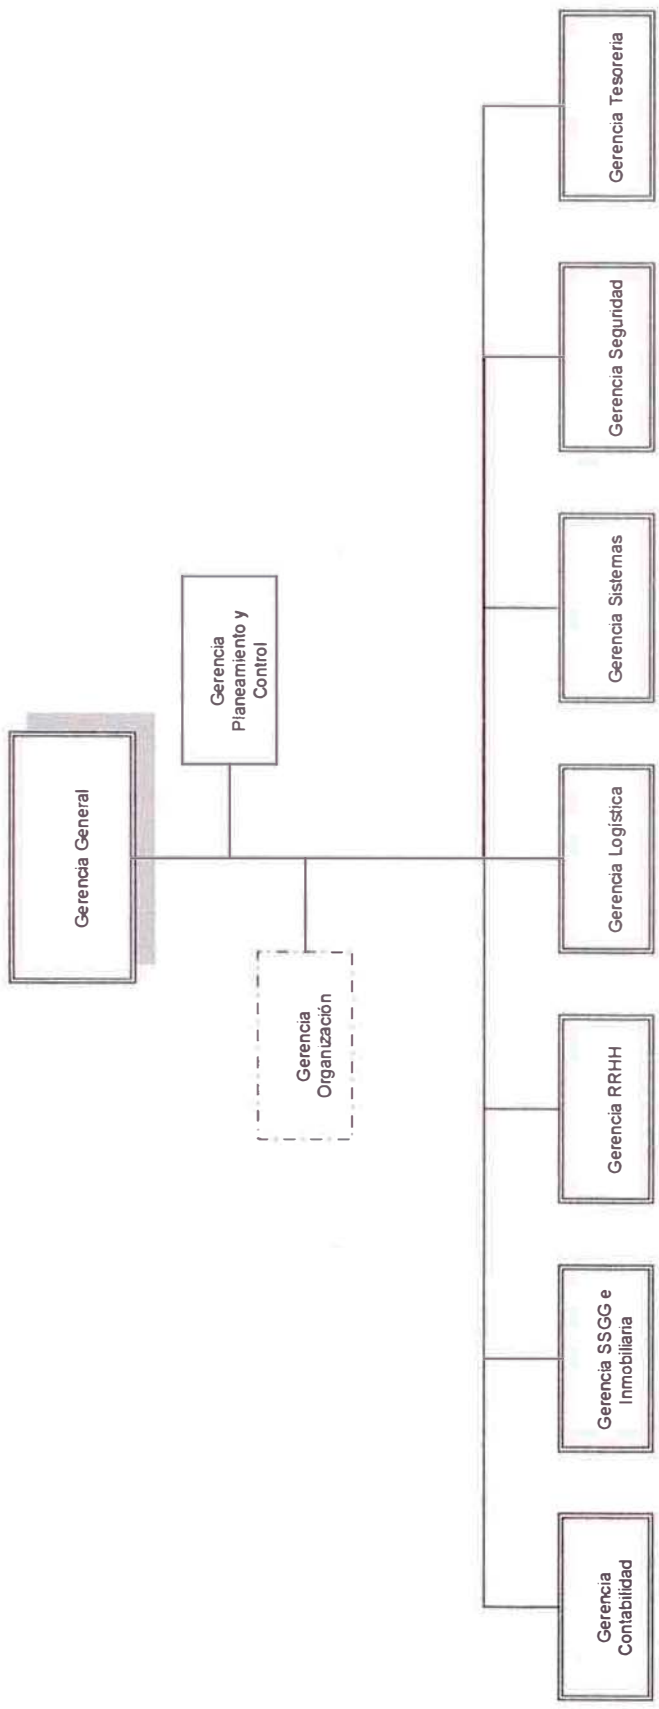 Gerencia General
Gerencia
Planeamiento y
Control
Gerencia
Organización
Gerencia
Contabilidad
Gerencia SSGG e
Inmobiliaria
Gerencia RRHH
Gerencia Logística
Gerencia Sistemas
Gerencia Seguridad
Gerencia Tesoreria